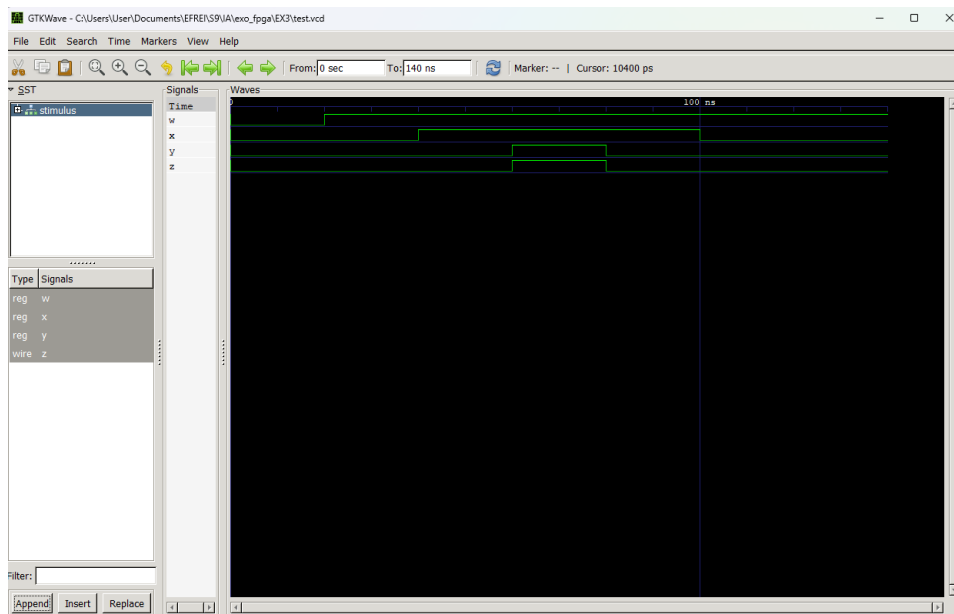 GTKWave - C:\Users\User\Documents\EFREI\S9\IA\exo_fpga\EX3\test.vcd
File Edit Search Time Markers View Help
From: 0 sec To: 140 ns Marker: -- | Cursor: 10400 ps
SST
stimulus
Type Signals
reg w
reg x
reg y
wire z
Filter:
Append Insert Replace
Signals
Time
w
x
y
z
Waves
0
100 ns